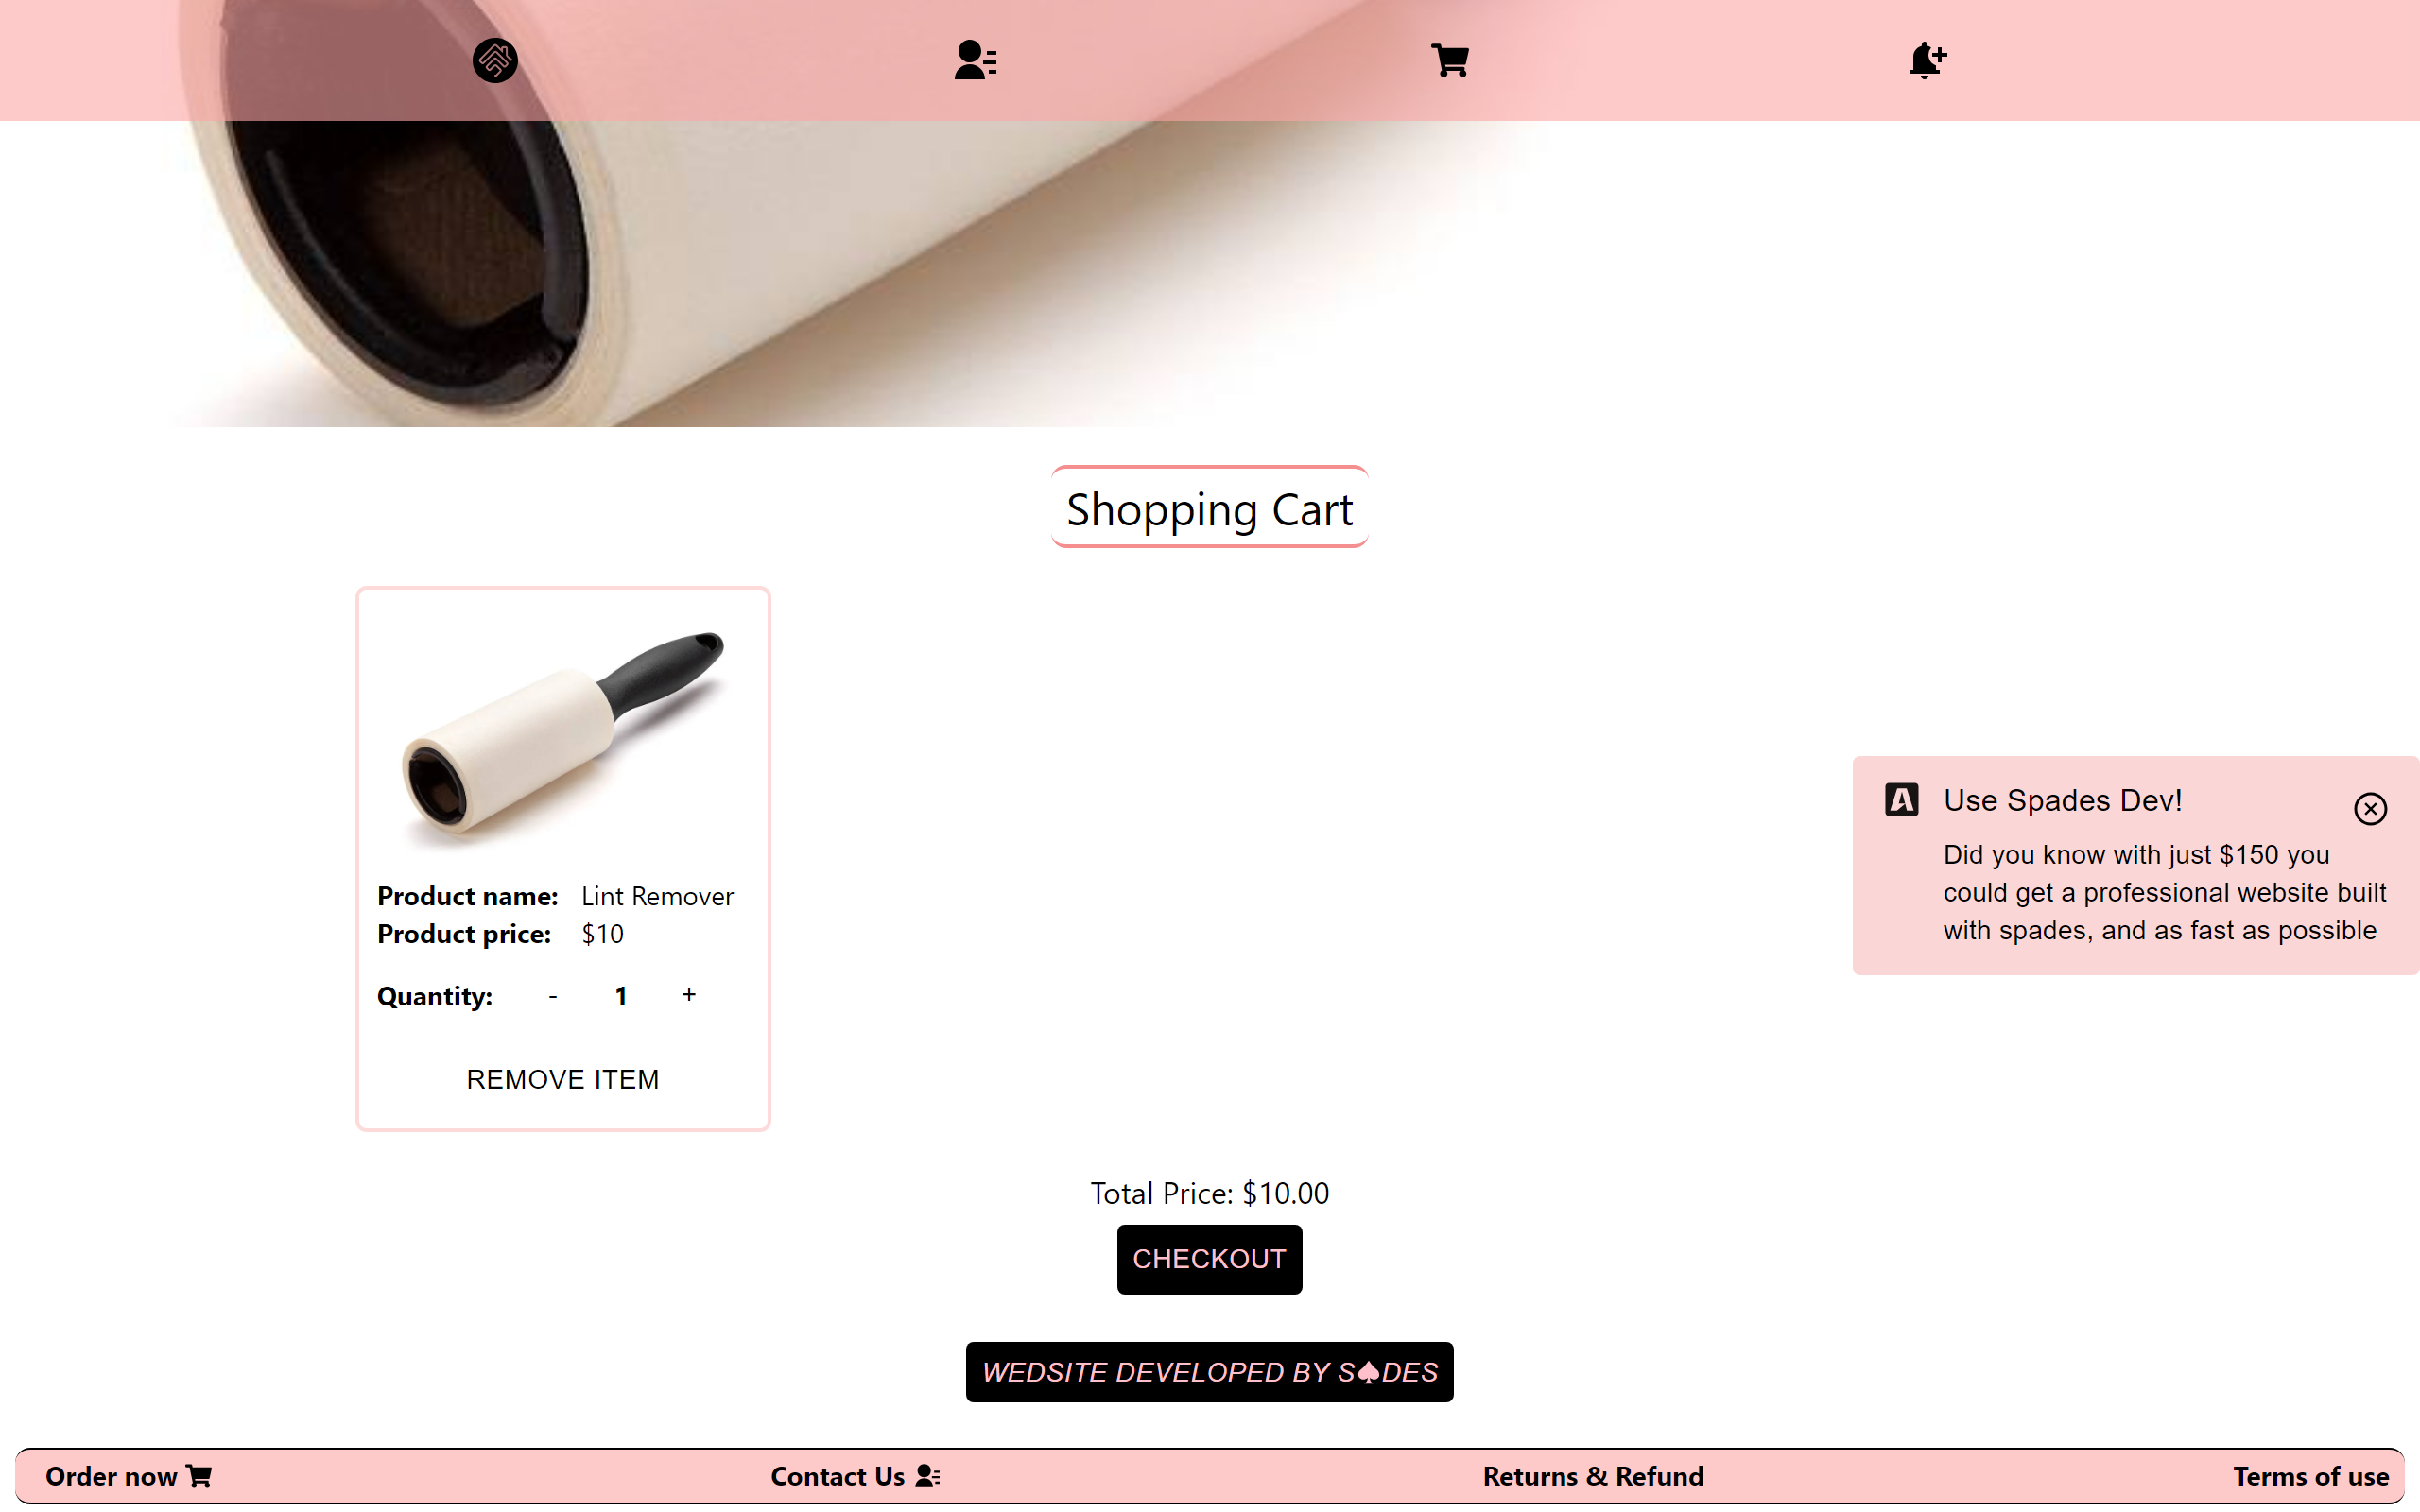 Shopping Cart
Product name: Lint Remover
Product price: $10
Quantity: - 1 +
REMOVE ITEM
Use Spades Dev!
Did you know with just $150 you
could get a professional website built
with spades, and as fast as possible
Total Price: $10.00
CHECKOUT
WEDSITE DEVELOPED BY S♠DES
Order now
Contact Us
Returns & Refund
Terms of use